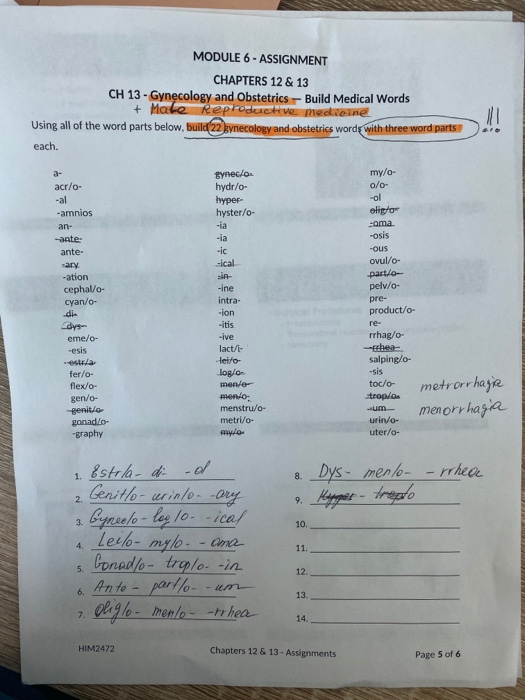 MODULE 6 - ASSIGNMENT
CHAPTERS 12 & 13
CH 13 - Gynecology and Obstetrics - Build Medical Words
+ Male Reproductive medicine
Using all of the word parts below, build 22 gynecology and obstetrics words with three word parts
each.
a-
acr/o-
-al
-amnios
an-
-ante-
ante-
-ary
-ation
cephal/o-
cyan/o-
-di-
dys-
eme/o-
-esis
estr/a-
fer/o-
flex/o-
gen/o-
genit/o-
gonad/o-
-graphy
gynec/o-
hydr/o-
hyper-
hyster/o-
-ia
-ia
-ic
-ical
-in-
-ine
intra-
-ion
-itis
-ive
lact/i-
-lei/o-
log/o-
men/o-
men/o-
menstru/o-
metri/o-
my/o-
my/o-
o/o-
-ol
olig/o-
-oma
-osis
-ous
ovul/o-
part/o-
pelv/o-
pre-
product/o-
re-
rrhag/o-
-rrhea
salping/o-
-sis
toc/o-
trop/o-
-um
urin/o-
uter/o-
metrorrhagia
menorrhagia
1. Estr/a- di- -ol
2. Genit/o- urin/o- -ary
3. Gynec/o- log/o- -ical
4. Lei/o- my/o- -oma
5. Gonad/o- trop/o- -in
6. Ante- part/o- -um
7. Olig/o- men/o- -rrhea
8. Dys- men/o- -rrhea
9.
10.
11.
12.
13.
14.
HIM2472 Chapters 12 & 13 - Assignments Page 5 of 6